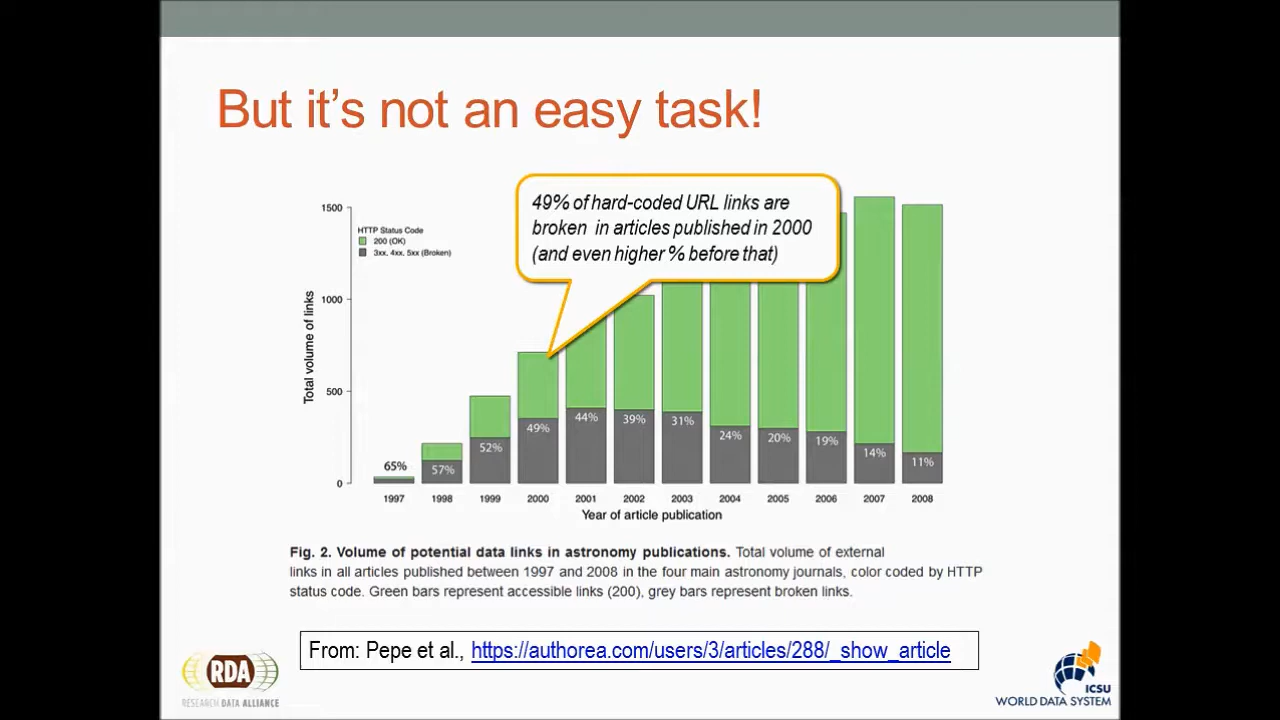 But it's not an easy task!
49% of hard-coded URL links are
broken in articles published in 2000
(and even higher % before that)
HTTP Status Code
200 (OK)
3xx, 4xx, 5xx (Broken)
Total volume of links
1500
1000
500
0
65%
57%
52%
49%
44%
39%
31%
24%
20%
19%
14%
11%
1997 1998 1999 2000 2001 2002 2003 2004 2005 2006 2007 2008
Year of article publication
Fig. 2. Volume of potential data links in astronomy publications. Total volume of external
links in all articles published between 1997 and 2008 in the four main astronomy journals, color coded by HTTP
status code. Green bars represent accessible links (200), grey bars represent broken links.
From: Pepe et al., https://authorea.com/users/3/articles/288/_show_article
RDA
RESEARCH DATA ALLIANCE
ICSU
WORLD DATA SYSTEM